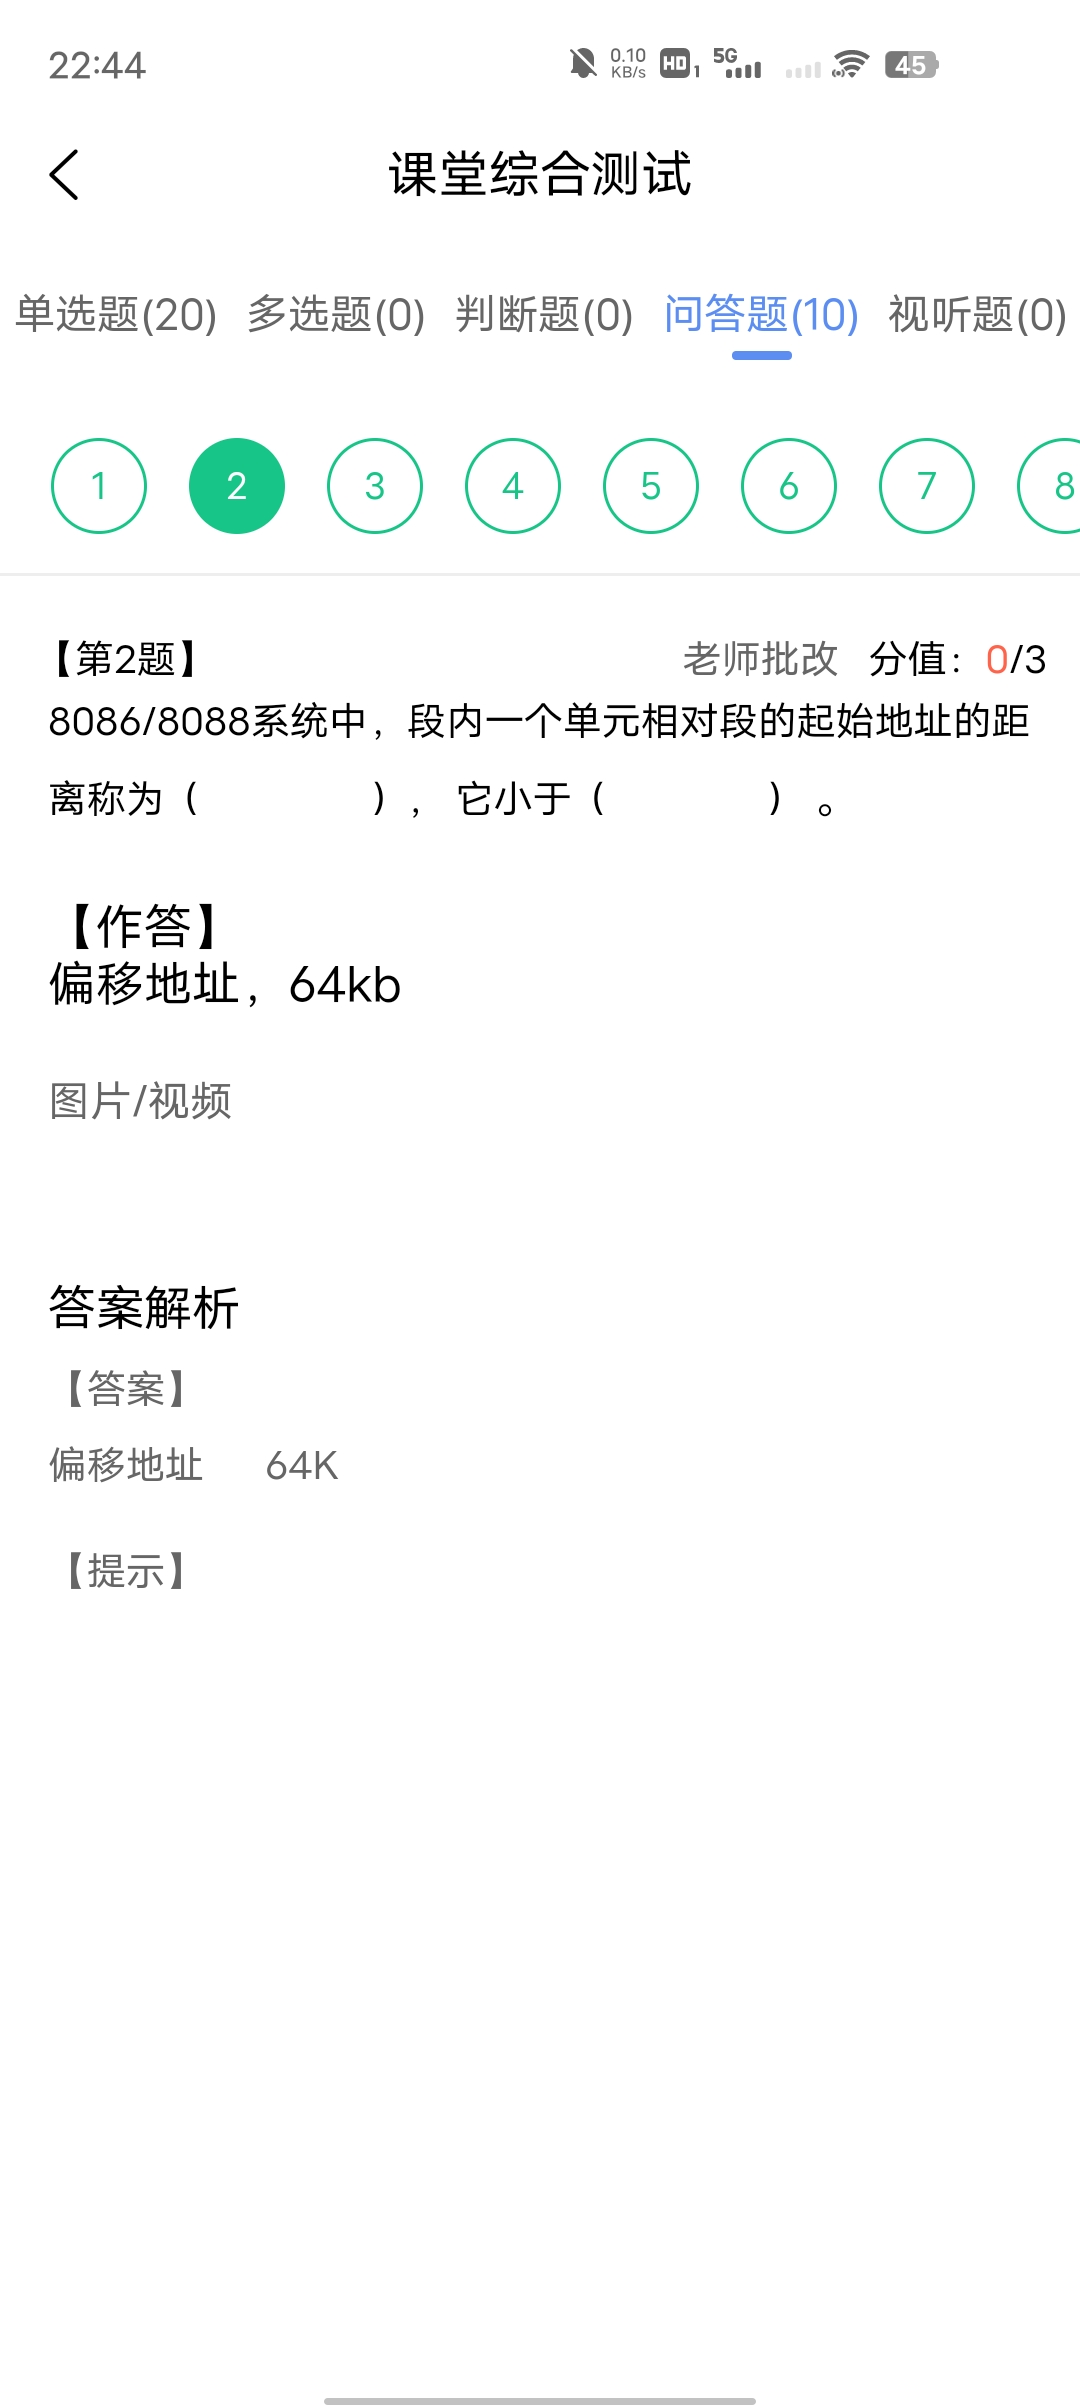 22:44
0.10
KB/s
HD 1
5G
45
课堂综合测试
单选题(20) 多选题(0) 判断题(0) 问答题(10) 视听题(0)
1 2 3 4 5 6 7 8
【第2题】 老师批改 分值：0/3
8086/8088系统中，段内一个单元相对段的起始地址的距
离称为（ ），它小于（ ） 。
【作答】
偏移地址，64kb
图片/视频
答案解析
【答案】
偏移地址 64K
【提示】